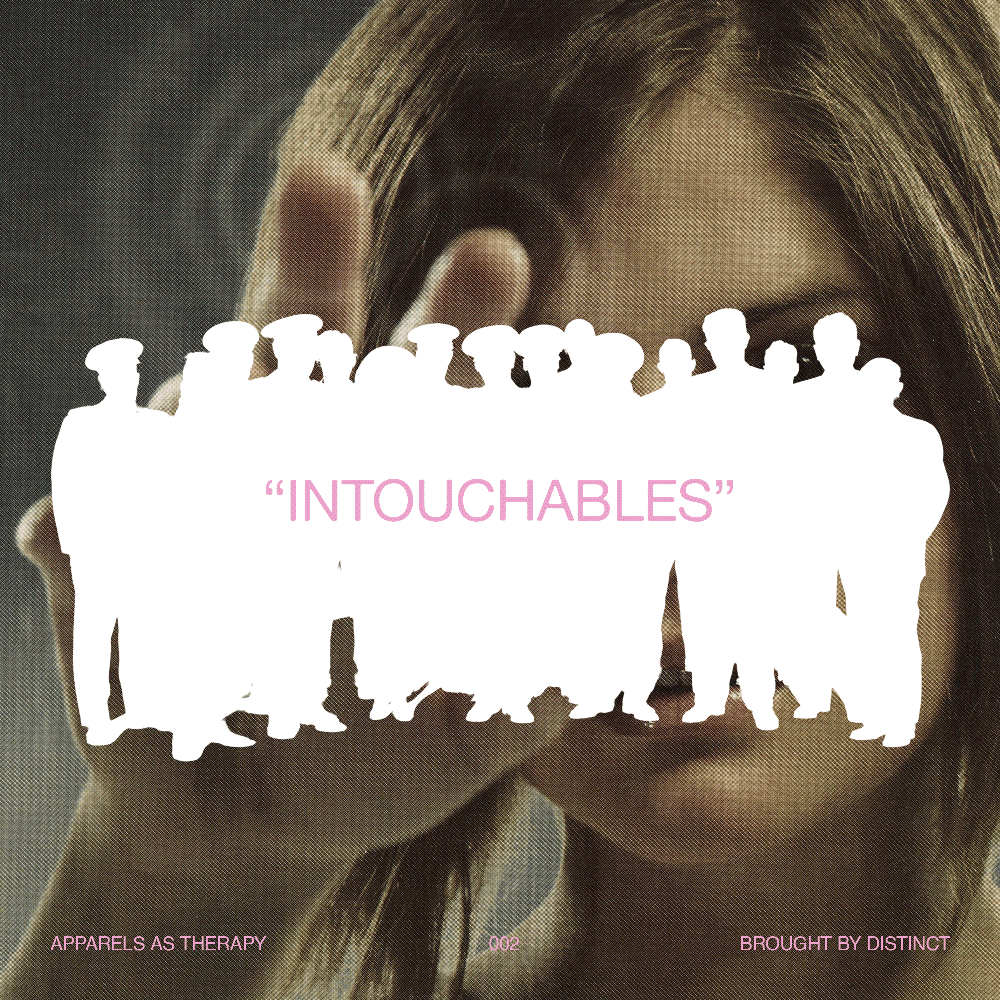 “INTOUCHABLES”
APPARELS AS THERAPY 002 BROUGHT BY DISTINCT